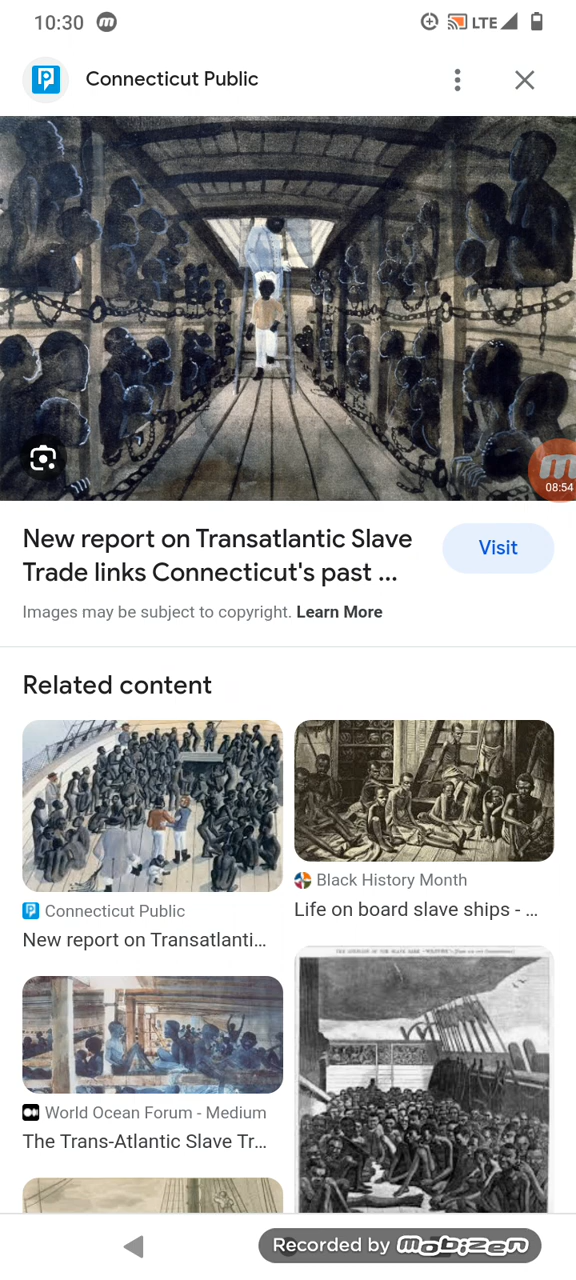 10:30
LTE
Connecticut Public
08:54
New report on Transatlantic Slave
Trade links Connecticut's past ...
Visit
Images may be subject to copyright. Learn More
Related content
Connecticut Public
New report on Transatlanti...
Black History Month
Life on board slave ships - ...
World Ocean Forum - Medium
The Trans-Atlantic Slave Tr...
Recorded by mobizen